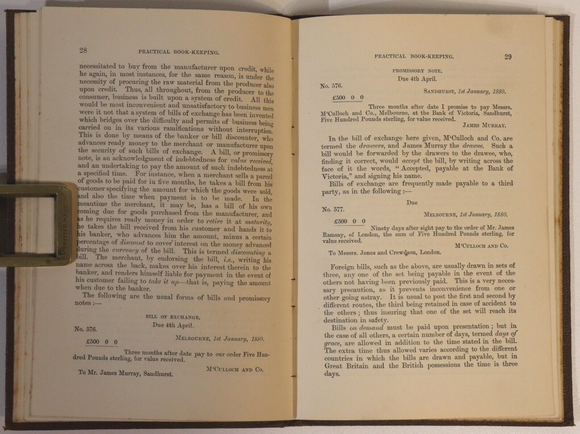 28
PRACTICAL BOOK-KEEPING.
necessitated to buy from the manufacturer upon credit, while
he again, in most instances, for the same reason, is under the
necessity of procuring the raw material from the producer also
upon credit. Thus, all throughout, from the producer to the
consumer, business is built upon a system of credit. All this
would be most inconvenient and unsatisfactory to business men
were it not that a system of bills of exchange has been invented
which bridges over the difficulty and permits of business being
carried on in its various ramifications without interruption.
This is done by means of the banker or bill discounter, who
advances ready money to the merchant or manufacturer upon
the security of such bills of exchange. A bill, or promissory
note, is an acknowledgment of indebtedness for value received,
and an undertaking to pay the amount of such indebtedness at
a specified time. For instance, when a merchant sells a parcel
of goods to be paid for in five months, he takes a bill from his
customer specifying the amount for which the goods were sold,
and also the time when payment is to be made. In the
meantime the merchant, it may be, has a bill of his own
coming due for goods purchased from the manufacturer, and
as he requires ready money in order to retire it at maturity,
he takes the bill received from his customer and hands it to
his banker, who advances him the amount, minus a certain
percentage of discount to cover interest on the money advanced
during the currency of the bill. This is termed discounting a
bill. The merchant, by endorsing the bill, i.e., writing his
name across the back, makes over his interest therein to the
banker, and renders himself liable for payment in the event of
his customer failing to take it up—that is, paying the amount
when due to the banker.
The following are the usual forms of bills and promissory
notes :—
BILL OF EXCHANGE.
Due 4th April.
No. 576.
MELBOURNE, 1st January, 1880.
£500 0 0
Three months after date pay to our order Five Hun-
dred Pounds sterling, for value received.
M'CULLOCH AND CO.
To Mr. James Murray, Sandhurst.
PRACTICAL BOOK-KEEPING.
29
PROMISSORY NOTE.
Due 4th April.
No. 576.
SANDHURST, 1st January, 1880.
£500 0 0
Three months after date I promise to pay Messrs.
M'Culloch and Co., Melbourne, at the Bank of Victoria, Sandhurst,
Five Hundred Pounds sterling, for value received.
JAMES MURRAY.
In the bill of exchange here given, M'Culloch and Co. are
termed the drawers, and James Murray the drawee. Such a
bill would be forwarded by the drawers to the drawee, who,
finding it correct, would accept the bill, by writing across the
face of it the words, "Accepted, payable at the Bank of
Victoria," and signing his name.
Bills of exchange are frequently made payable to a third
party, as in the following :—
Due
No. 577.
MELBOURNE, 1st January, 1880.
£500 0 0
Ninety days after sight pay to the order of Mr. James
Ramsay, of London, the sum of Five Hundred Pounds sterling, for
value received.
M'CULLOCH AND CO.
To Messrs. James and Crewdson, London.
Foreign bills, such as the above, are usually drawn in sets of
three, any one of the set being payable in the event of the
others not having been previously paid. This is a very neces-
sary precaution, as it prevents inconvenience from one or
other going astray. It is usual to post the first and second by
different routes, the third being retained in case of accident to
the others ; thus insuring that one of the set will reach its
destination in safety.
Bills on demand must be paid upon presentation ; but in
the case of all others, a certain number of days, termed days of
grace, are allowed in addition to the time stated in the bill.
The extra time thus allowed varies according to the different
countries in which the bills are drawn and payable, but in
Great Britain and the British possessions the time is three
days.